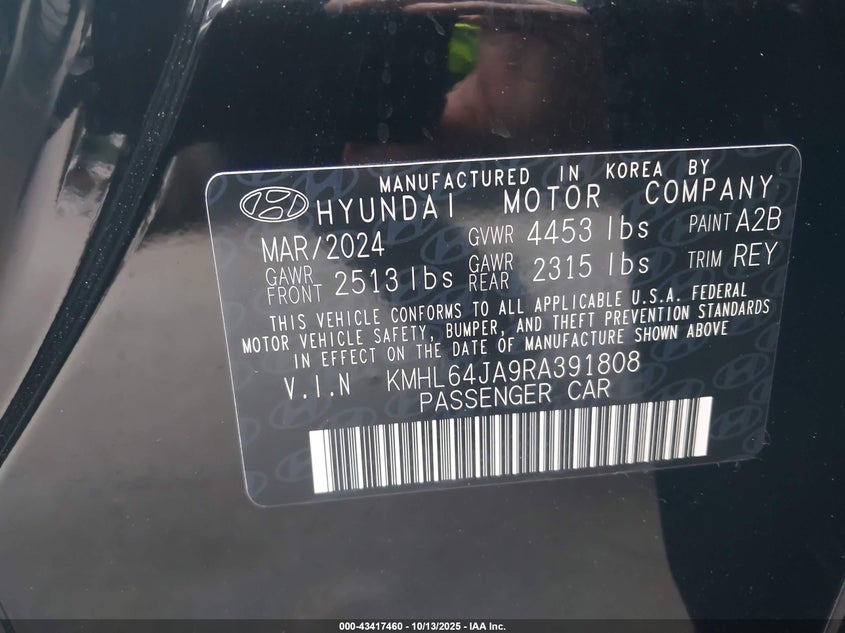 MANUFACTURED IN KOREA BY
HYUNDAI MOTOR COMPANY
MAR/2024 GVWR 4453 lbs PAINT A2B
GAWR FRONT 2513 lbs GAWR REAR 2315 lbs TRIM REY
THIS VEHICLE CONFORMS TO ALL APPLICABLE U.S.A. FEDERAL
MOTOR VEHICLE SAFETY, BUMPER, AND THEFT PREVENTION STANDARDS
IN EFFECT ON THE DATE OF MANUFACTURE SHOWN ABOVE
V.I.N KMHL64JA9RA391808
PASSENGER CAR
000-43417460 - 10/13/2025 - IAA Inc.